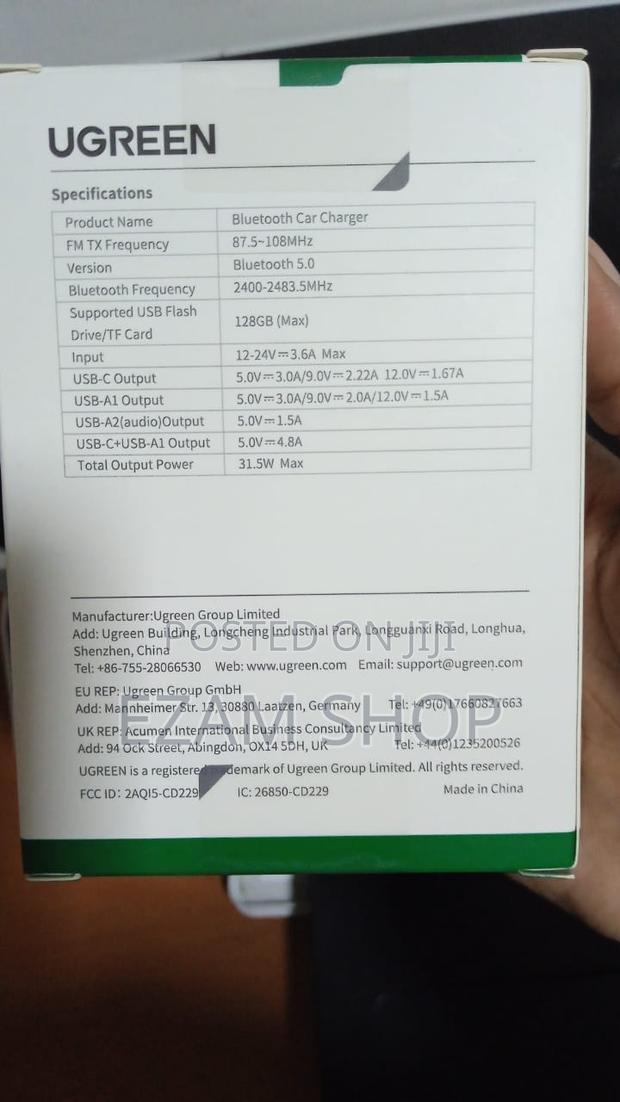 UGREEN
Specifications
Product Name Bluetooth Car Charger
FM TX Frequency 87.5~108MHz
Version Bluetooth 5.0
Bluetooth Frequency 2400-2483.5MHz
Supported USB Flash
Drive/TF Card 128GB (Max)
Input 12-24V⎓3.6A Max
USB-C Output 5.0V⎓3.0A/9.0V⎓2.22A 12.0V⎓1.67A
USB-A1 Output 5.0V⎓3.0A/9.0V⎓2.0A/12.0V⎓1.5A
USB-A2(audio)Output 5.0V⎓1.5A
USB-C+USB-A1 Output 5.0V⎓4.8A
Total Output Power 31.5W Max
Manufacturer:Ugreen Group Limited
Add: Ugreen Building, Longcheng Industrial Park, Longguanxi Road, Longhua,
Shenzhen, China
POSTED ON JIJI
Tel: +86-755-28066530 Web: www.ugreen.com Email: support@ugreen.com
EU REP: Ugreen Group GmbH
Add: Mannheimer Str. 13, 30880 Laatzen, Germany Tel: +49(0)17660827663
EZAM SHOP
UK REP: Acumen International Business Consultancy Limited
Add: 94 Ock Street, Abingdon, OX14 5DH, UK Tel: +44(0)1235200526
UGREEN is a registered trademark of Ugreen Group Limited. All rights reserved.
FCC ID: 2AQI5-CD229 IC: 26850-CD229 Made in China